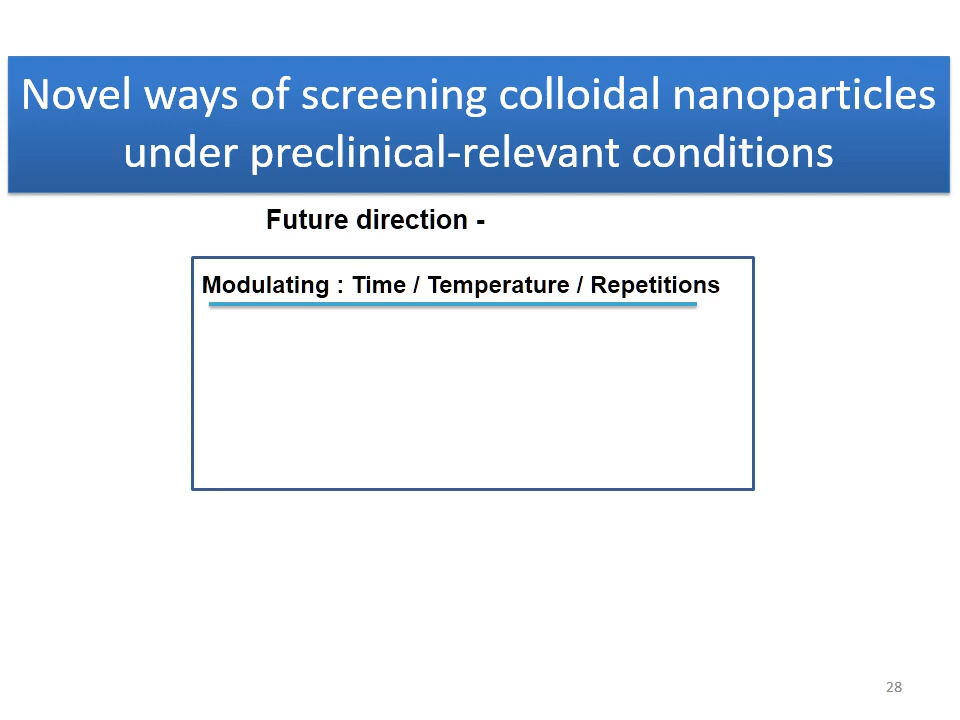 Novel ways of screening colloidal nanoparticles
under preclinical-relevant conditions
Future direction -
Modulating : Time / Temperature / Repetitions
28